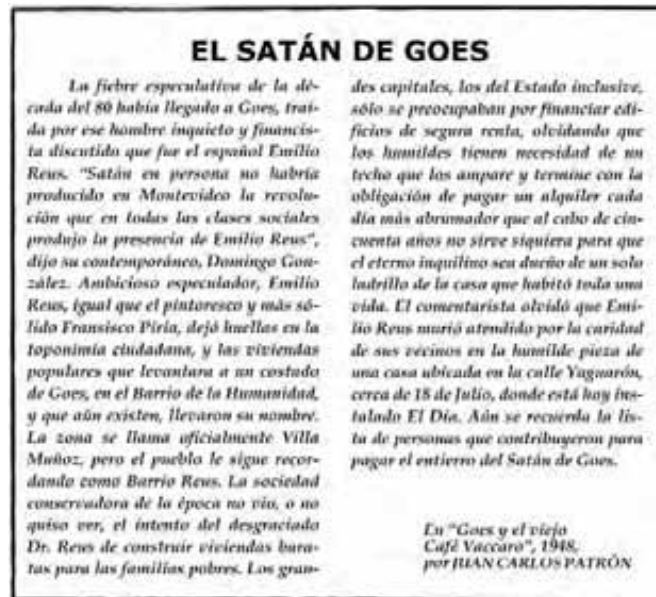 EL SATÁN DE GOES
La fiebre especulativa de la dé-
cada del 80 había llegado a Goes, traí-
da por ese hombre inquieto y financis-
ta discutido que fue el español Emilio
Reus. "Satán en persona no habría
producido en Montevideo la revolu-
ción que en todas las clases sociales
produjo la presencia de Emilio Reus",
dijo su contemporáneo, Domingo Gon-
zález. Ambicioso especulador, Emilio
Reus, igual que el pintoresco y más só-
lido Fransisco Piria, dejó huellas en la
toponimia ciudadana, y las viviendas
populares que levantara a un costado
de Goes, en el Barrio de la Humanidad,
y que aún existen, llevaron su nombre.
La zona se llama oficialmente Villa
Muñoz, pero el pueblo le sigue recor-
dando como Barrio Reus. La sociedad
conservadora de la época no vio, o no
quiso ver, el intento del desgraciado
Dr. Reus de construir viviendas bara-
tas para las familias pobres. Los gran-
des capitales, los del Estado inclusive,
sólo se preocupaban por financiar edi-
ficios de segura renta, olvidando que
los humildes tienen necesidad de un
techo que los ampare y termine con la
obligación de pagar un alquiler cada
día más abrumador que al cabo de cin-
cuenta años no sirve siquiera para que
el eterno inquilino sea dueño de un solo
ladrillo de la casa que habitó toda una
vida. El comentarista olvidó que Emi-
lio Reus murió atendido por la caridad
de sus vecinos en la humilde pieza de
una casa ubicada en la calle Yaguarón,
cerca de 18 de Julio, donde está hoy ins-
talado El Día. Aún se recuerda la lis-
ta de personas que contribuyeron para
pagar el entierro del Satán de Goes.
En "Goes y el viejo
Café Vaccaro", 1948,
por JUAN CARLOS PATRÓN